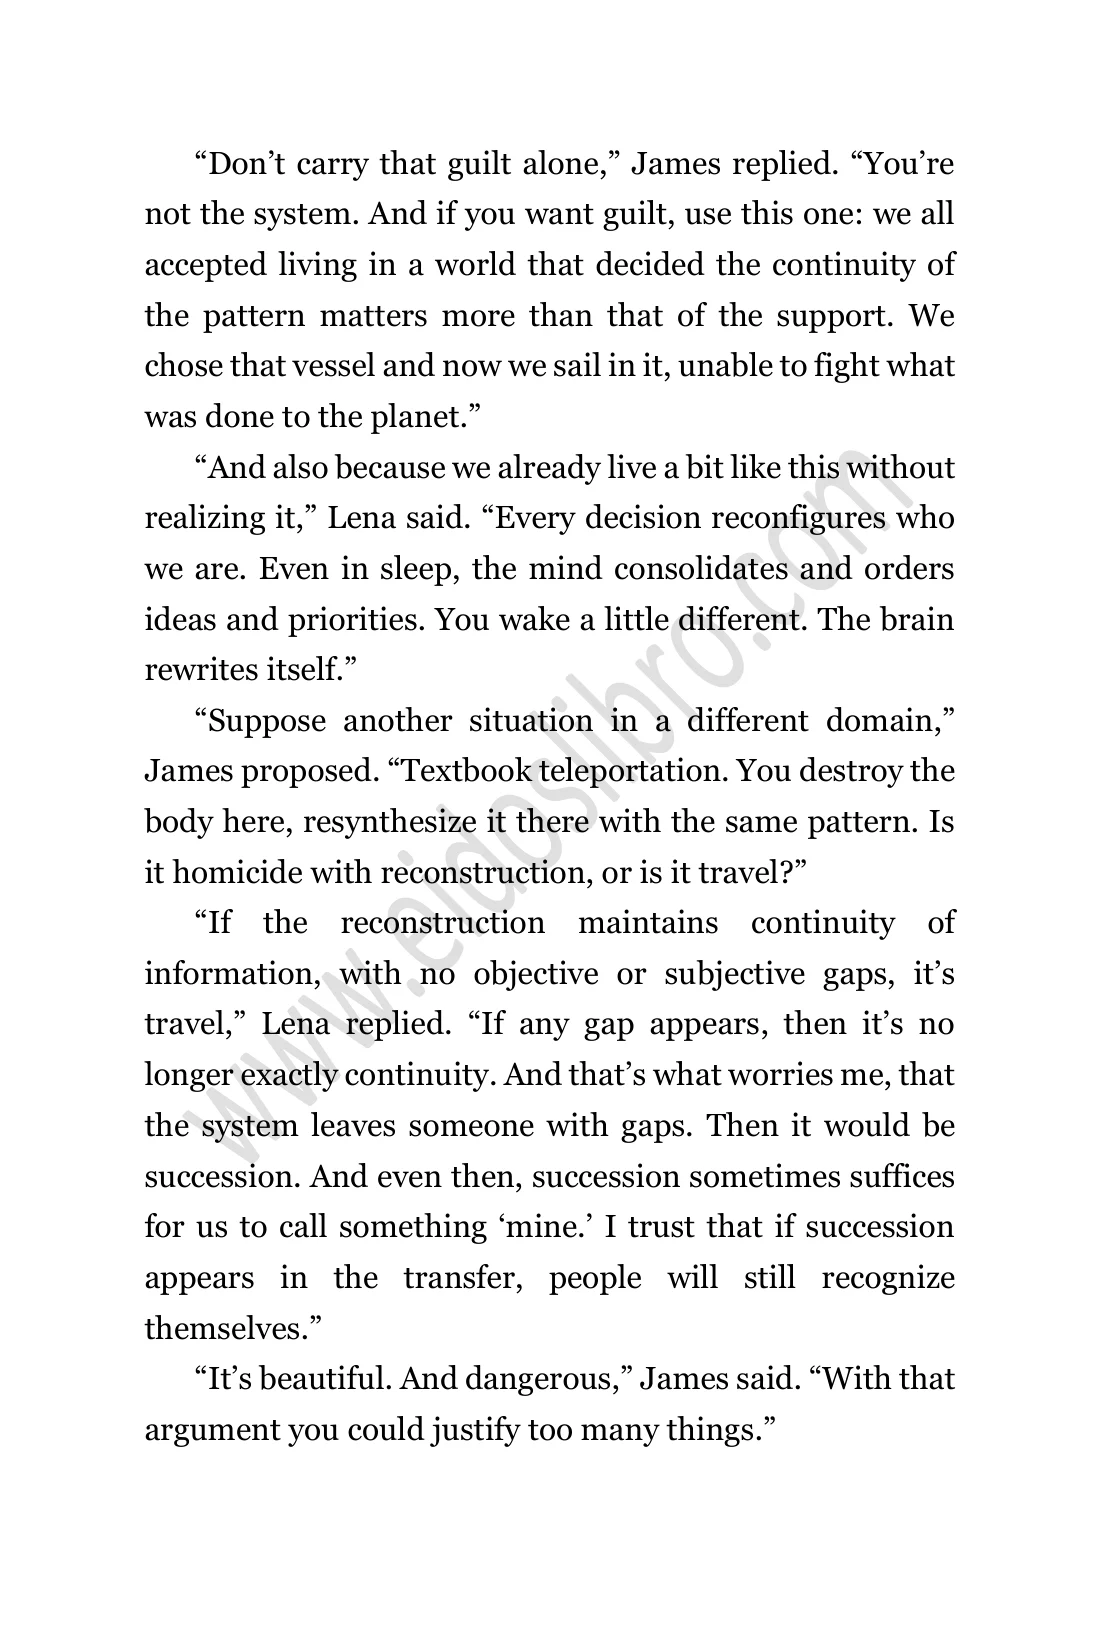 “Don’t carry that guilt alone,” James replied. “You’re
not the system. And if you want guilt, use this one: we all
accepted living in a world that decided the continuity of
the pattern matters more than that of the support. We
chose that vessel and now we sail in it, unable to fight what
was done to the planet.”
“And also because we already live a bit like this without
realizing it,” Lena said. “Every decision reconfigures who
we are. Even in sleep, the mind consolidates and orders
ideas and priorities. You wake a little different. The brain
rewrites itself.”
“Suppose another situation in a different domain,”
James proposed. “Textbook teleportation. You destroy the
body here, resynthesize it there with the same pattern. Is
it homicide with reconstruction, or is it travel?”
“If the reconstruction maintains continuity of
information, with no objective or subjective gaps, it’s
travel,” Lena replied. “If any gap appears, then it’s no
longer exactly continuity. And that’s what worries me, that
the system leaves someone with gaps. Then it would be
succession. And even then, succession sometimes suffices
for us to call something ‘mine.’ I trust that if succession
appears in the transfer, people will still recognize
themselves.”
“It’s beautiful. And dangerous,” James said. “With that
argument you could justify too many things.”
www.eidoslibro.com